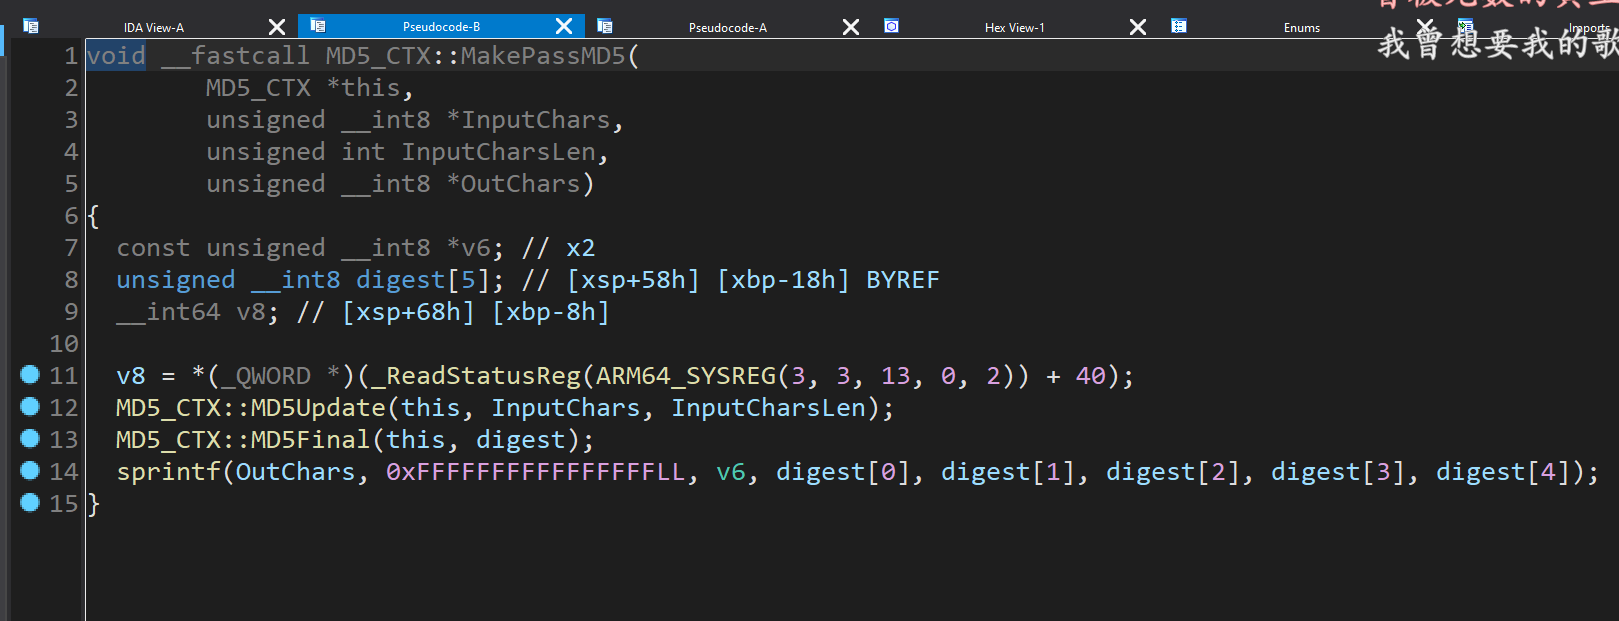 IDA View-A Pseudocode-B Pseudocode-A Hex View-1 Enums Imports
我曾想要我的歌
1 void __fastcall MD5_CTX::MakePassMD5(
2 MD5_CTX *this,
3 unsigned __int8 *InputChars,
4 unsigned int InputCharsLen,
5 unsigned __int8 *OutChars)
6 {
7 const unsigned __int8 *v6; // x2
8 unsigned __int8 digest[5]; // [xsp+58h] [xbp-18h] BYREF
9 __int64 v8; // [xsp+68h] [xbp-8h]
10
11 v8 = *(_QWORD *)(_ReadStatusReg(ARM64_SYSREG(3, 3, 13, 0, 2)) + 40);
12 MD5_CTX::MD5Update(this, InputChars, InputCharsLen);
13 MD5_CTX::MD5Final(this, digest);
14 sprintf(OutChars, 0xFFFFFFFFFFFFFFFFLL, v6, digest[0], digest[1], digest[2], digest[3], digest[4]);
15 }